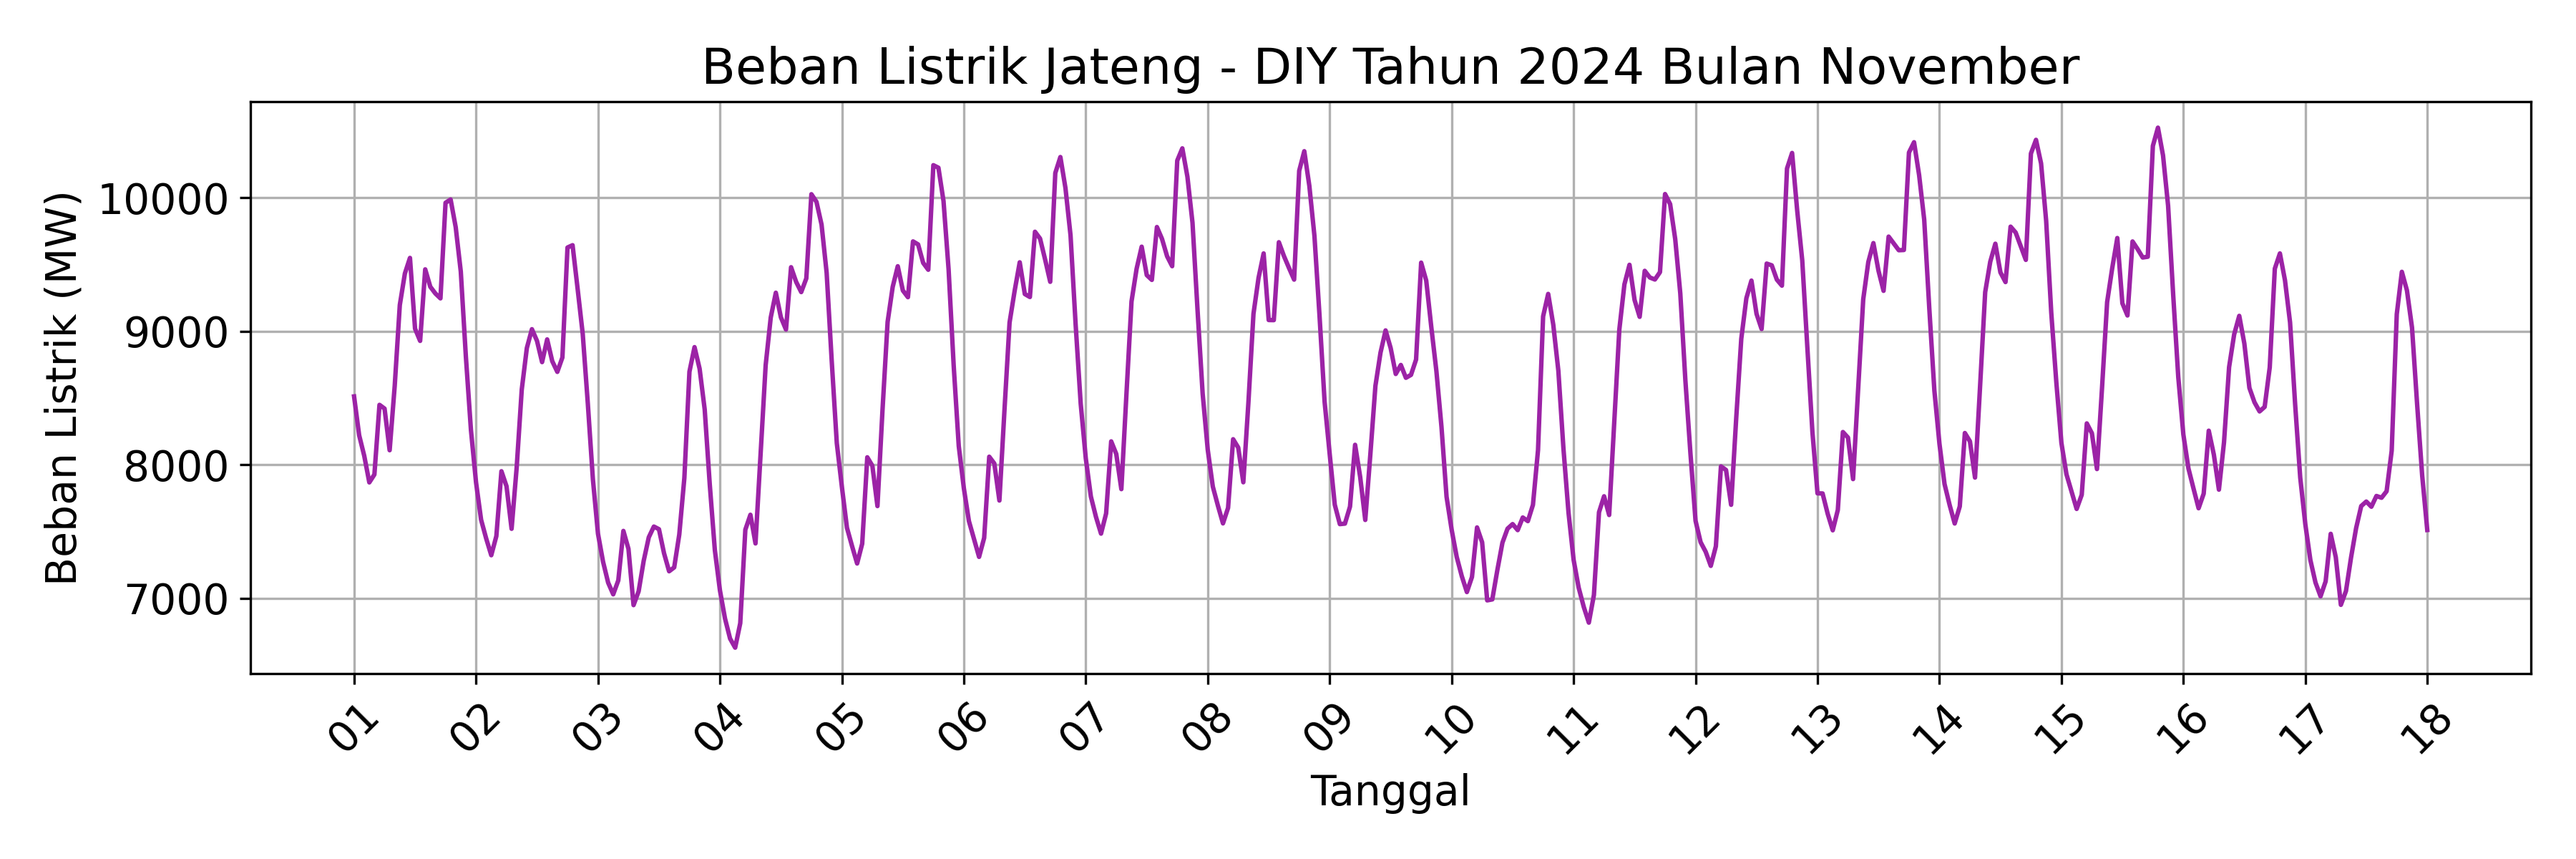 Beban Listrik Jateng - DIY Tahun 2024 Bulan November
Beban Listrik (MW)
10000
9000
8000
7000
01 02 03 04 05 06 07 08 09 10 11 12 13 14 15 16 17 18
Tanggal